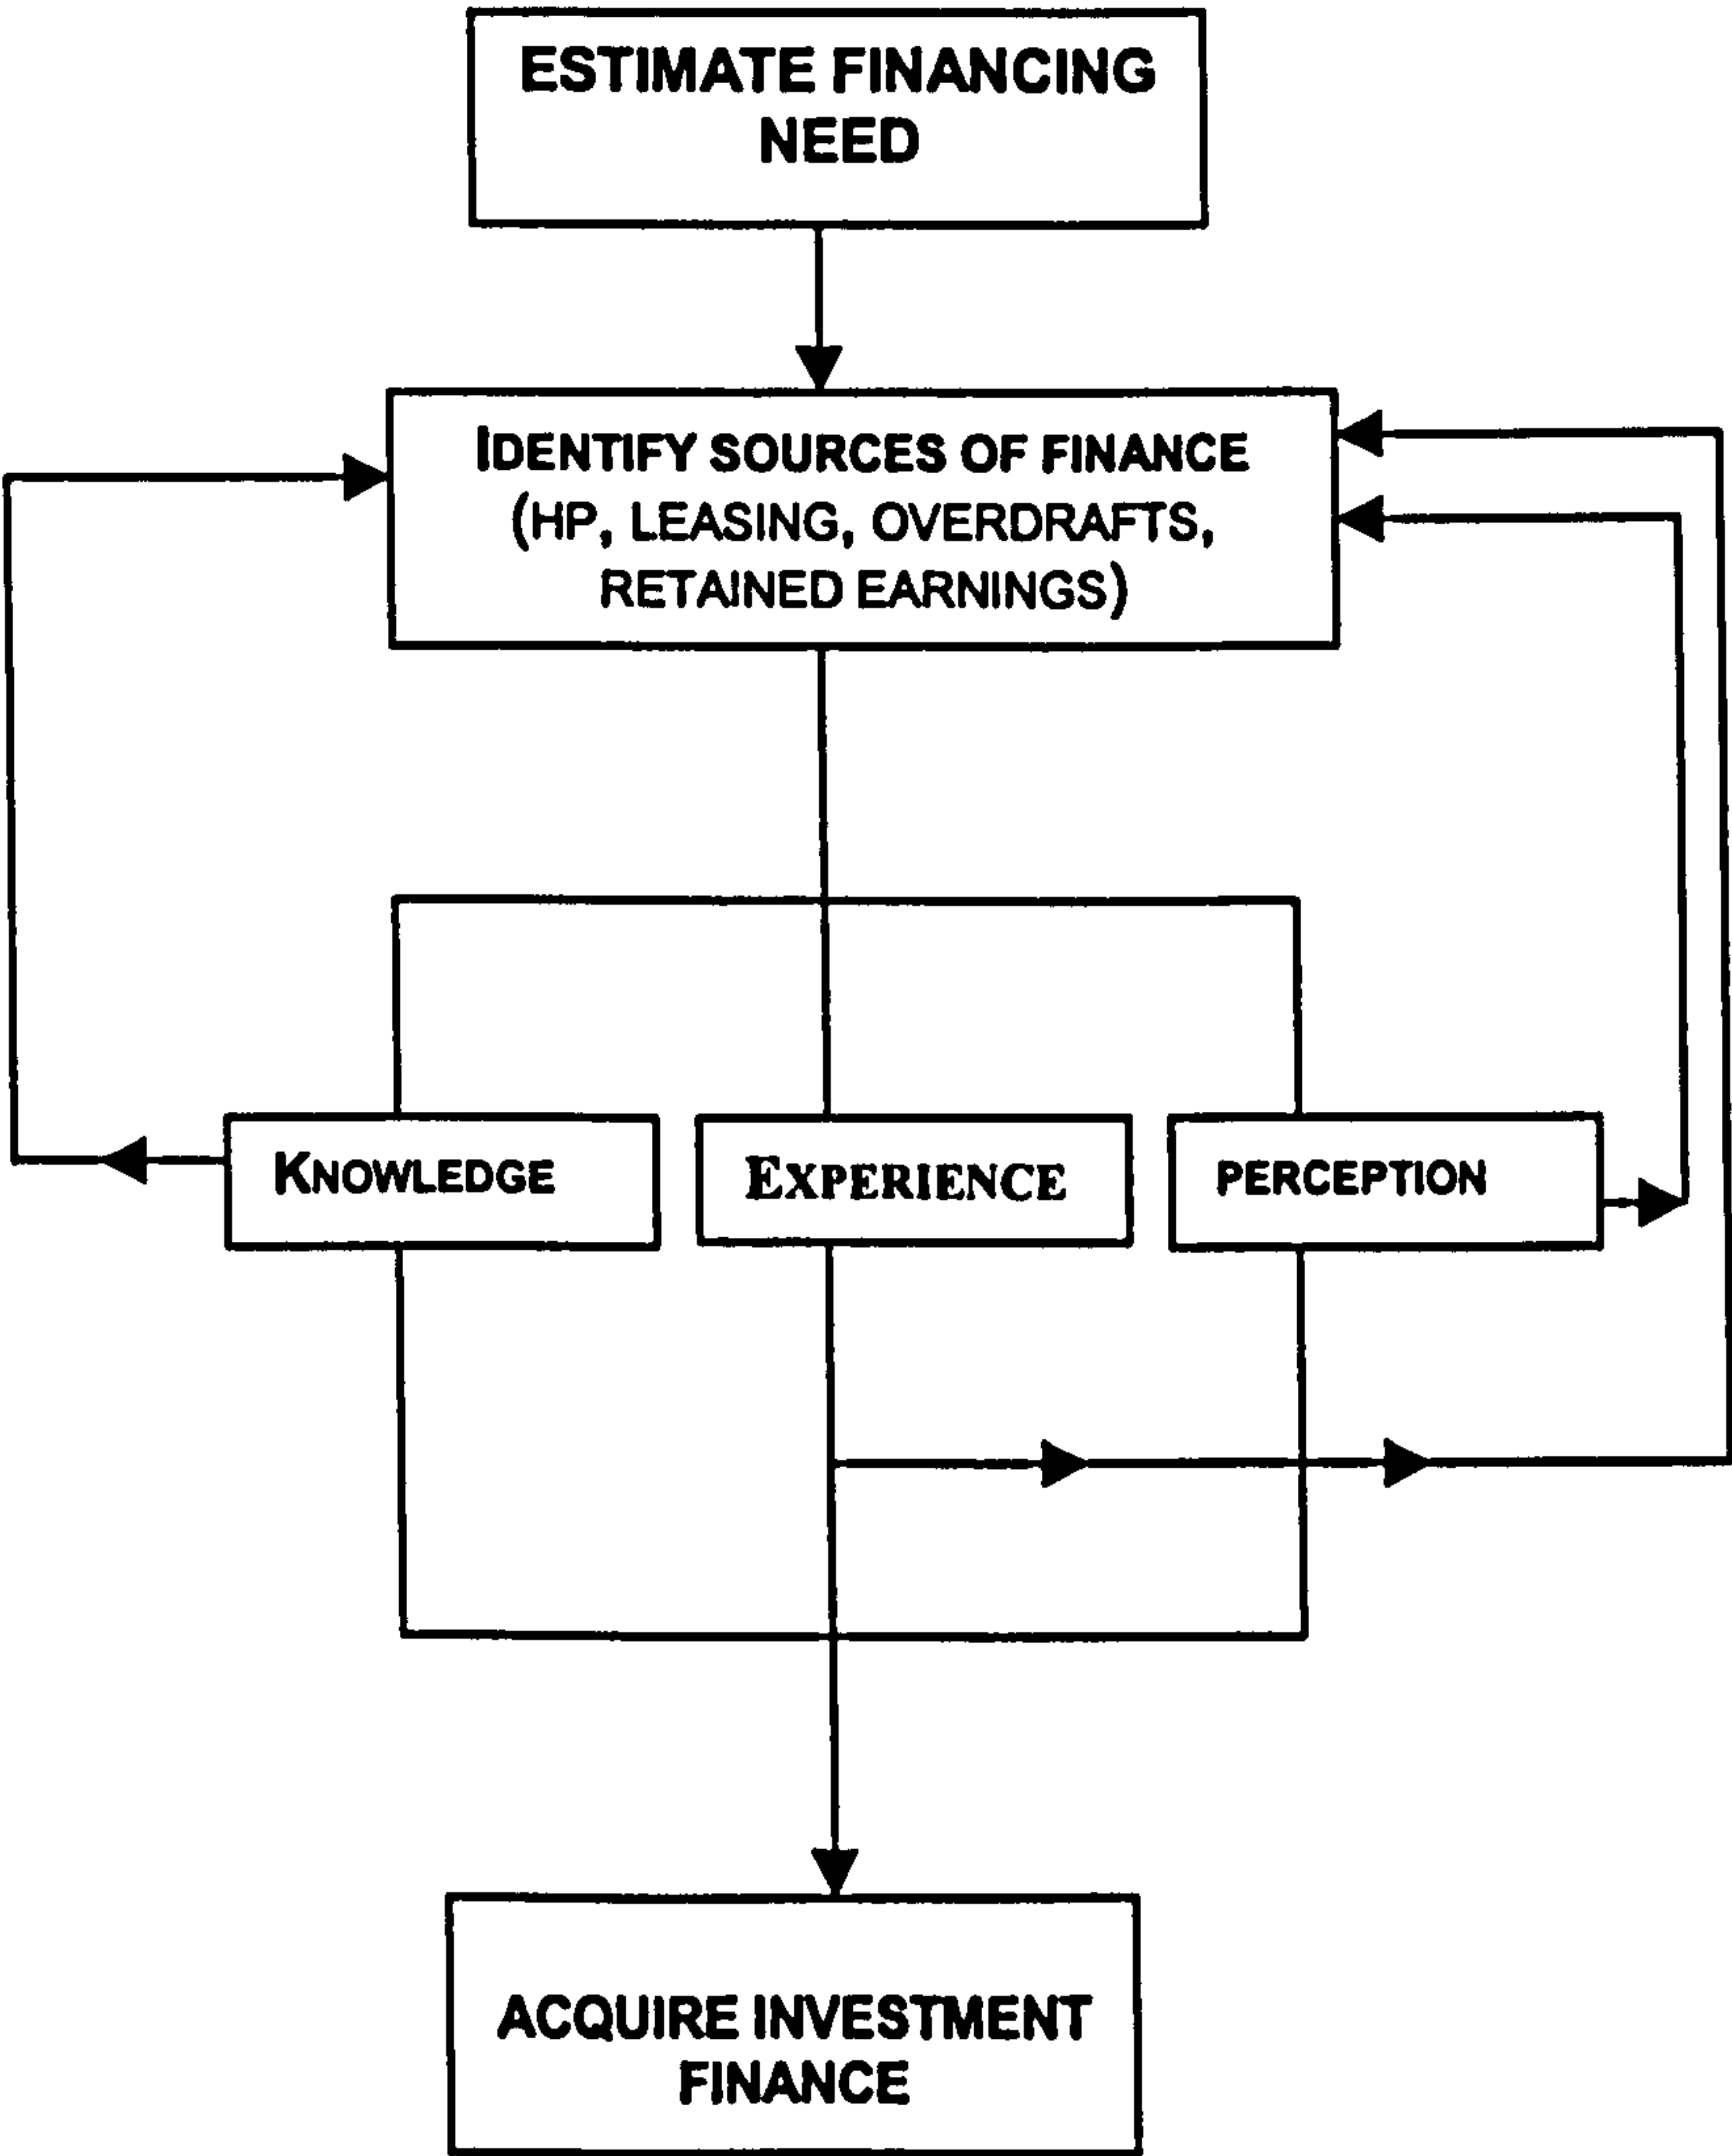 ESTIMATE FINANCING
NEED
IDENTIFY SOURCES OF FINANCE
(HP, LEASING, OVERDRAFTS,
RETAINED EARNINGS)
KNOWLEDGE
EXPERIENCE
PERCEPTION
ACQUIRE INVESTMENT
FINANCE